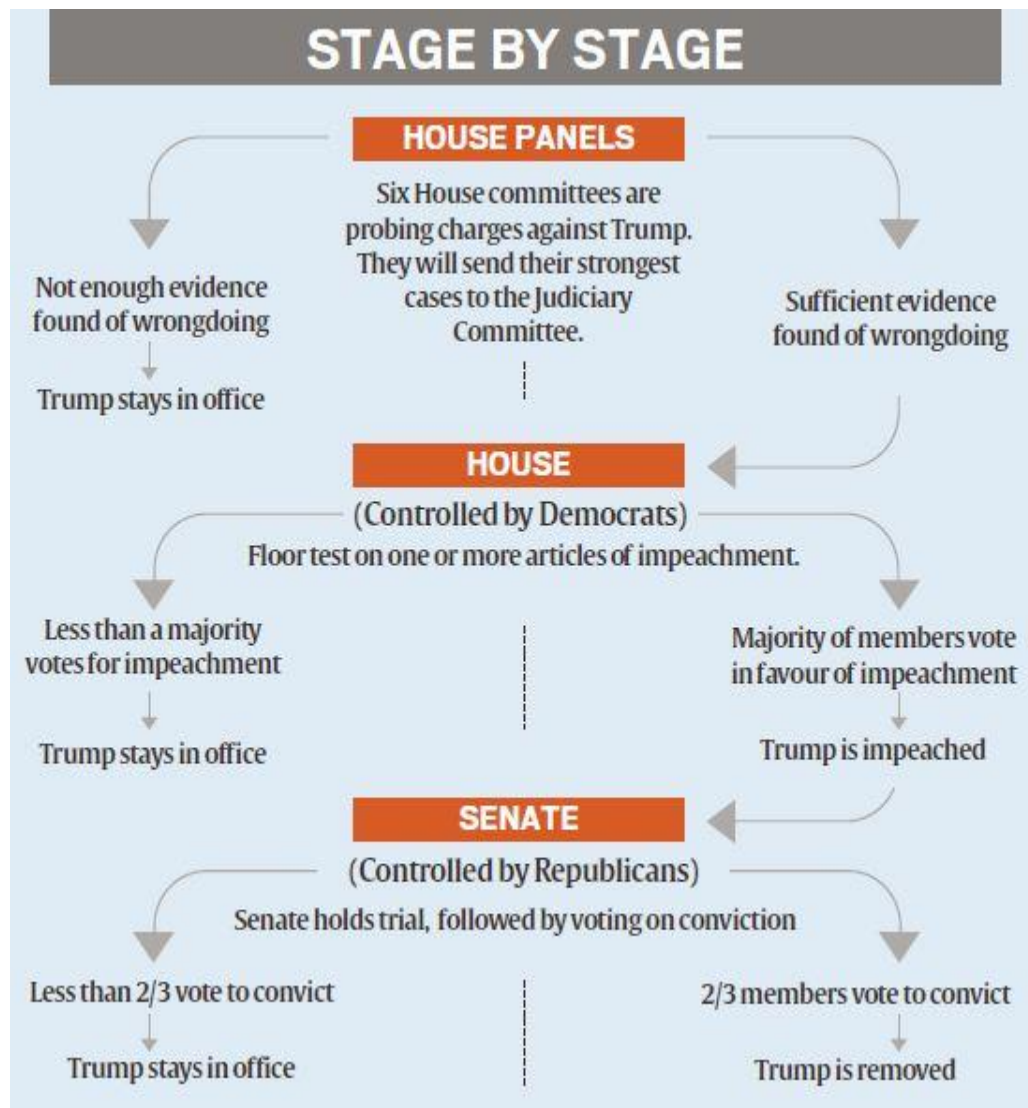 STAGE BY STAGE
HOUSE PANELS
Six House committees are
probing charges against Trump.
They will send their strongest
cases to the Judiciary
Committee.
Not enough evidence
found of wrongdoing
Trump stays in office
Sufficient evidence
found of wrongdoing
HOUSE
(Controlled by Democrats)
Floor test on one or more articles of impeachment.
Less than a majority
votes for impeachment
Trump stays in office
Majority of members vote
in favour of impeachment
Trump is impeached
SENATE
(Controlled by Republicans)
Senate holds trial, followed by voting on conviction
Less than 2/3 vote to convict
Trump stays in office
2/3 members vote to convict
Trump is removed